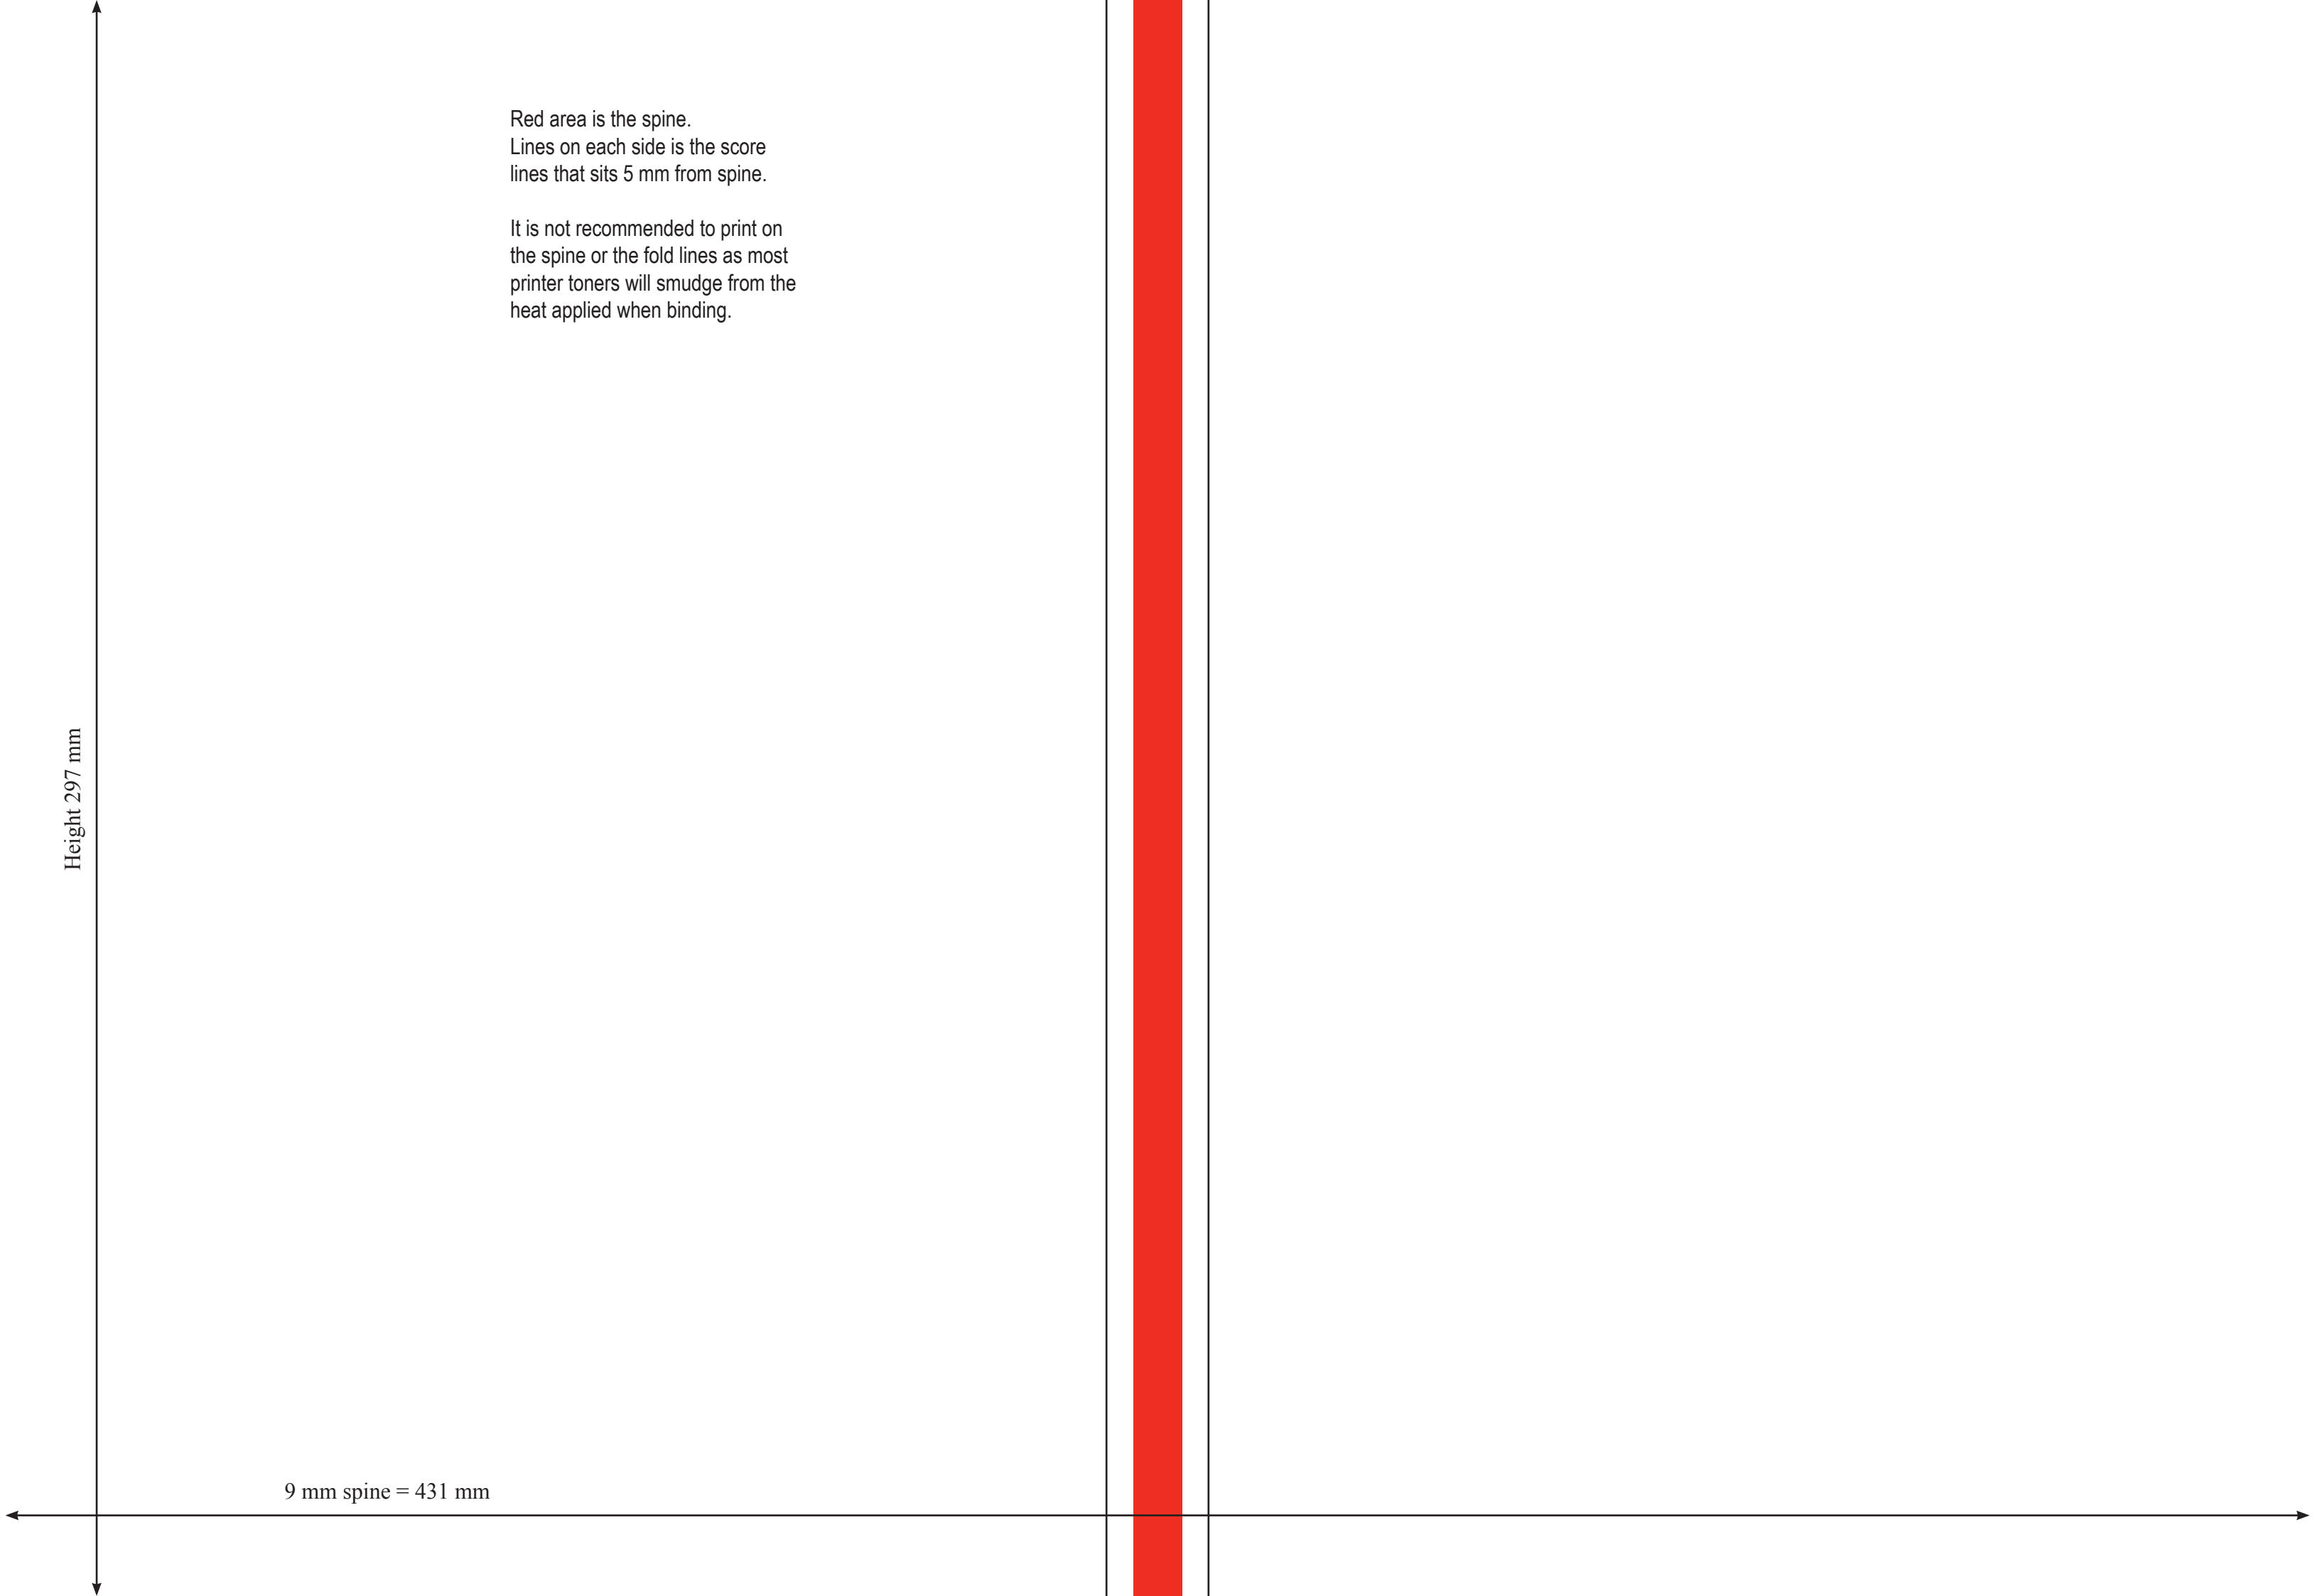 Red area is the spine.
Lines on each side is the score
lines that sits 5 mm from spine.
It is not recommended to print on
the spine or the fold lines as most
printer toners will smudge from the
heat applied when binding.
Height 297 mm
9 mm spine = 431 mm